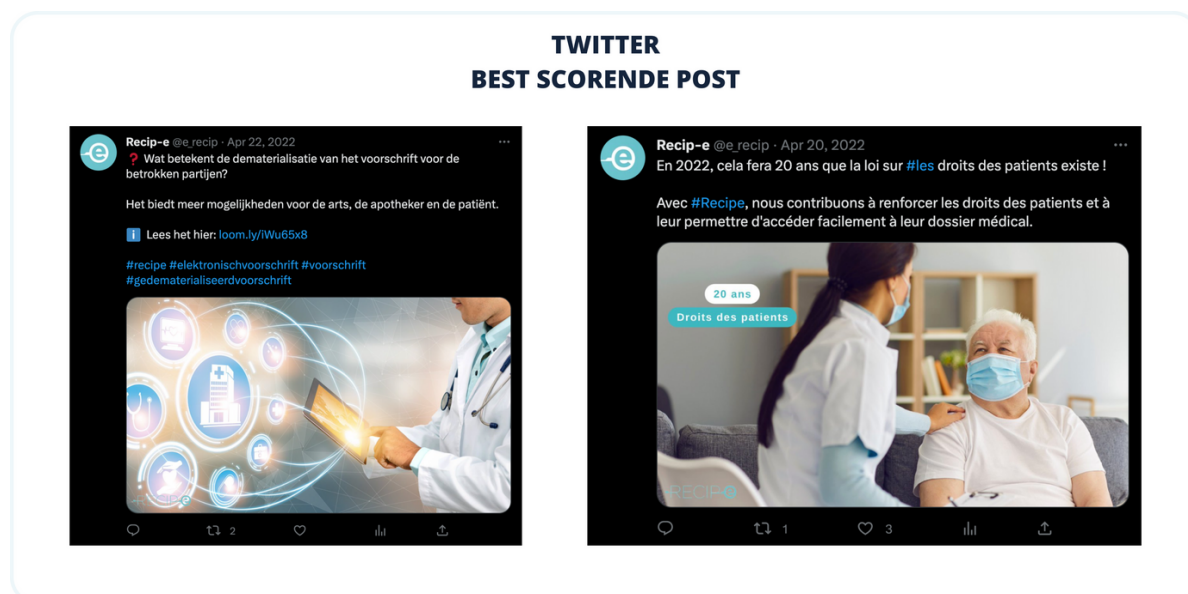 TWITTER
BEST SCORENDE POST
Recip-e @e_recip · Apr 22, 2022
❓ Wat betekent de dematerialisatie van het voorschrift voor de
betrokken partijen?
Het biedt meer mogelijkheden voor de arts, de apotheker en de patiënt.
ℹ️ Lees het hier: loom.ly/iWu65x8
#recipe #elektronischvoorschrift #voorschrift
#gedematerialiseerdvoorschrift
RECIP
2
Recip-e @e_recip · Apr 20, 2022
En 2022, cela fera 20 ans que la loi sur #les droits des patients existe !
Avec #Recipe, nous contribuons à renforcer les droits des patients et à
leur permettre d'accéder facilement à leur dossier médical.
20 ans
Droits des patients
RECIP
1 3